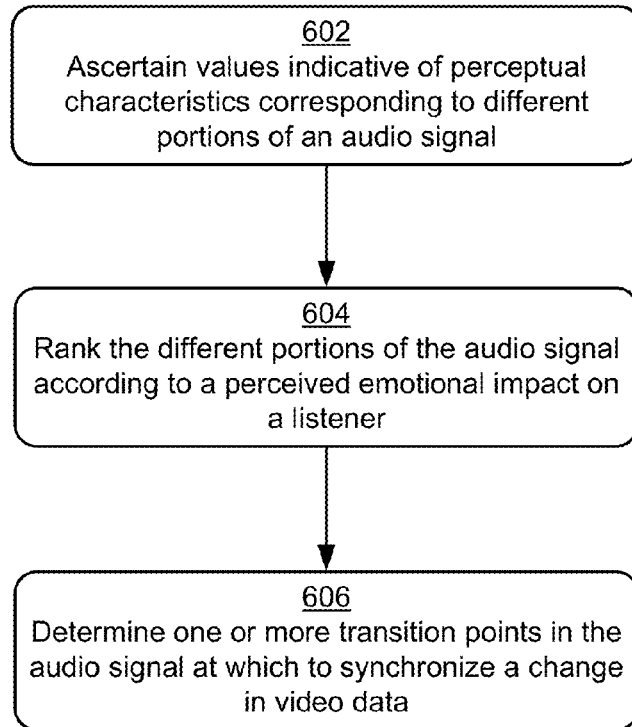 602
Ascertain values indicative of perceptual
characteristics corresponding to different
portions of an audio signal
604
Rank the different portions of the audio signal
according to a perceived emotional impact on
a listener
606
Determine one or more transition points in the
audio signal at which to synchronize a change
in video data